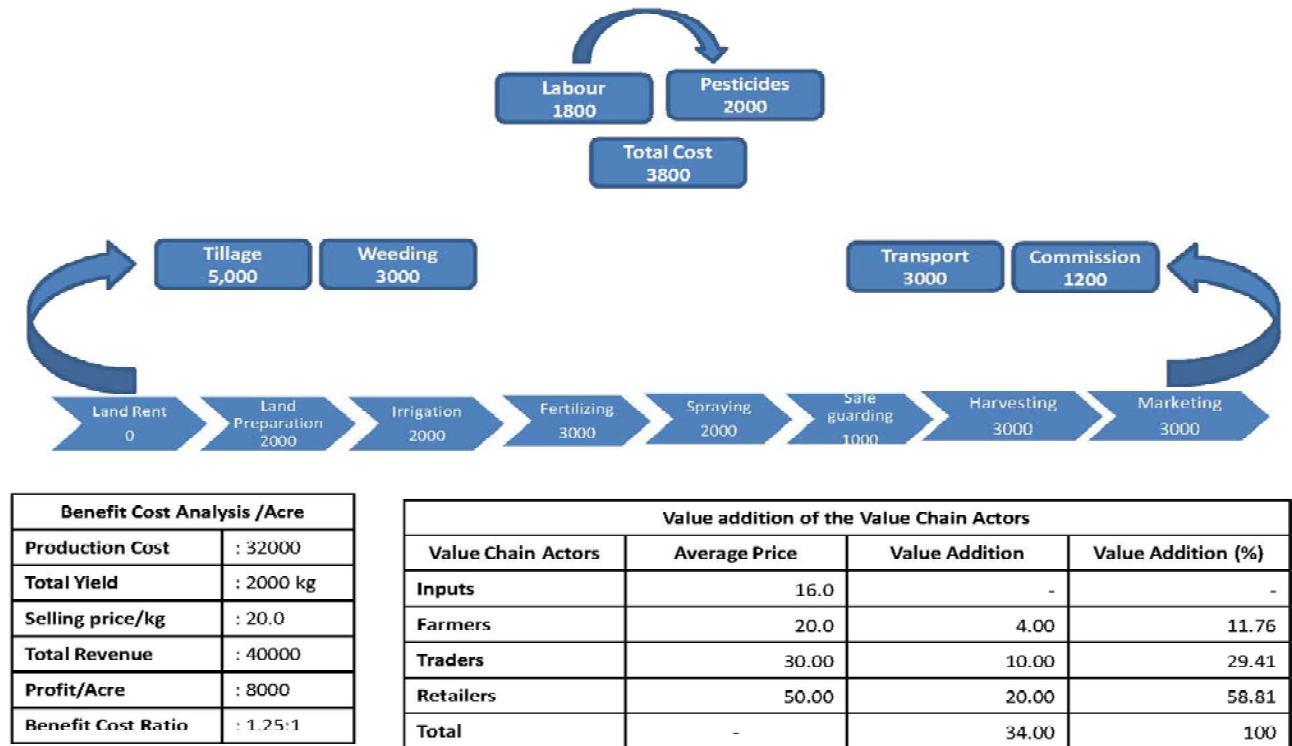 Labour
1800
Pesticides
2000
Total Cost
3800
Tillage
5,000
Weeding
3000
Transport
3000
Commission
1200
Land Rent
0
Land
Preparation
2000
Irrigation
2000
Fertilizing
3000
Spraying
2000
Safe
guarding
1000
Harvesting
3000
Marketing
3000
Benefit Cost Analysis /Acre
Production Cost : 32000
Total Yield : 2000 kg
Selling price/kg : 20.0
Total Revenue : 40000
Profit/Acre : 8000
Benefit Cost Ratio : 1.25:1
Value addition of the Value Chain Actors
Value Chain Actors Average Price Value Addition Value Addition (%)
Inputs 16.0 - -
Farmers 20.0 4.00 11.76
Traders 30.00 10.00 29.41
Retailers 50.00 20.00 58.81
Total - 34.00 100